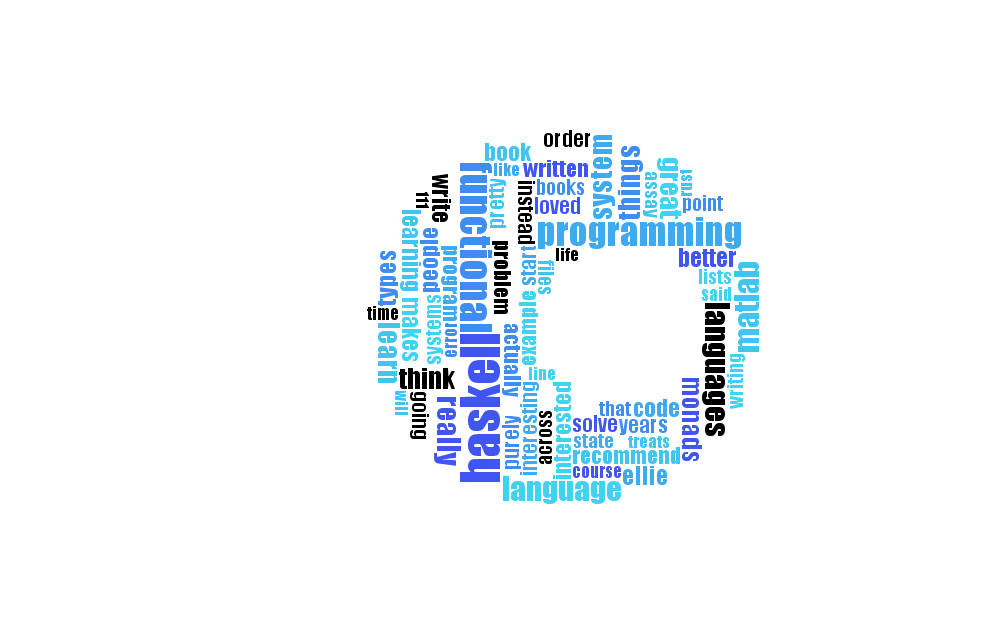 order
book
system
things
like
written
great
rust
pretty
books
assay
write
instead
loved
point
111
functional
programming
learning
people
problem
life
better
types
program
start
files
lists
matlab
time
systems
example
said
languages
learn
error
actually
makes
haskell
line
writing
think
monads
will
going
really
purely
interesting
across
interested
that
code
solve
years
state
treats
recommend
course
ellie
language